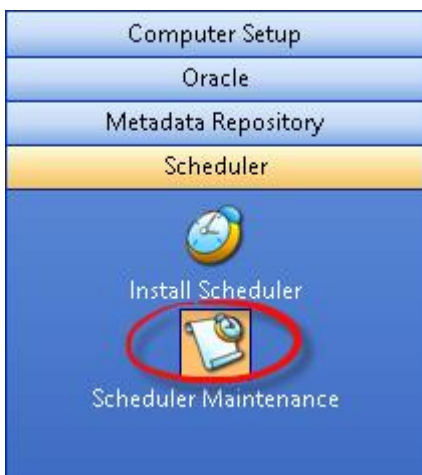 Computer Setup
Oracle
Metadata Repository
Scheduler
Install Scheduler
Scheduler Maintenance